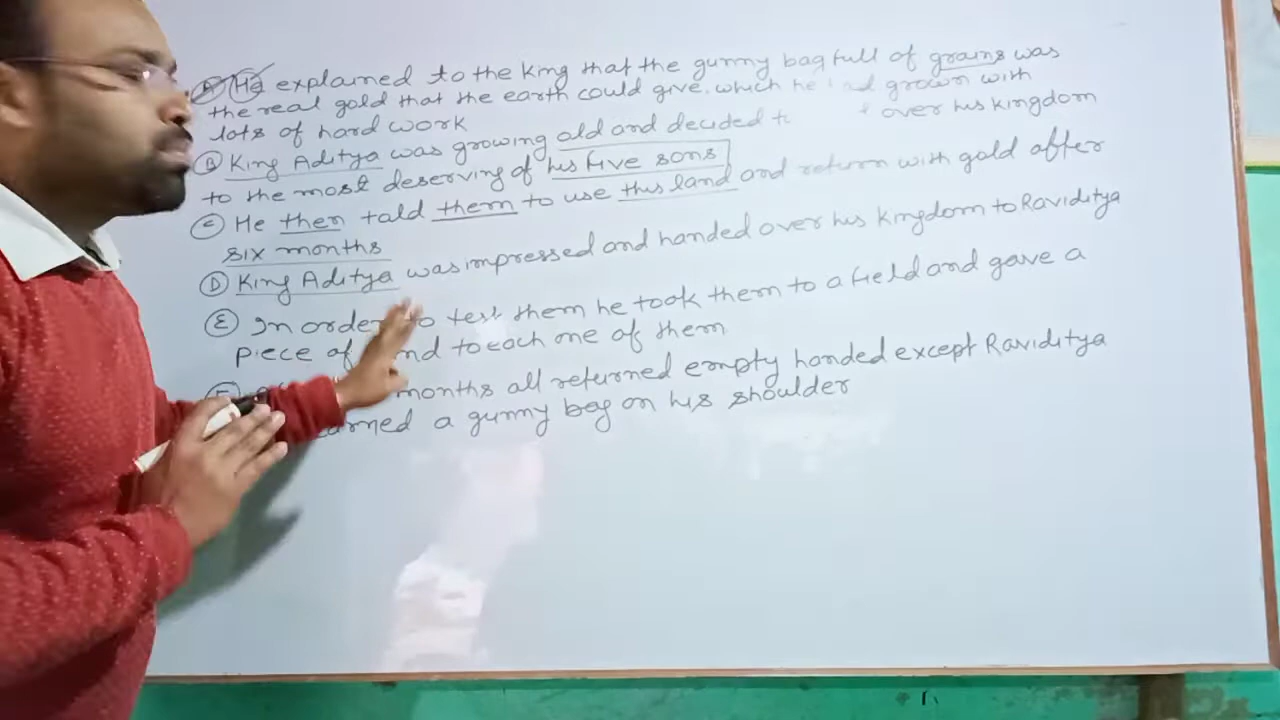 A He explained to the king that the gunny bag full of grains was
the real gold that the earth could give. which he had grown with
lots of hard work
B King Aditya was growing old and decided to over his kingdom
to the most deserving of his five sons
C He then told them to use this land and return with gold after
six months
D King Aditya was impressed and handed over his kingdom to Raviditya
E In order to test them he took them to a field and gave a
piece of to each one of them
months all returned empty handed except Raviditya
a gunny bag on his shoulder